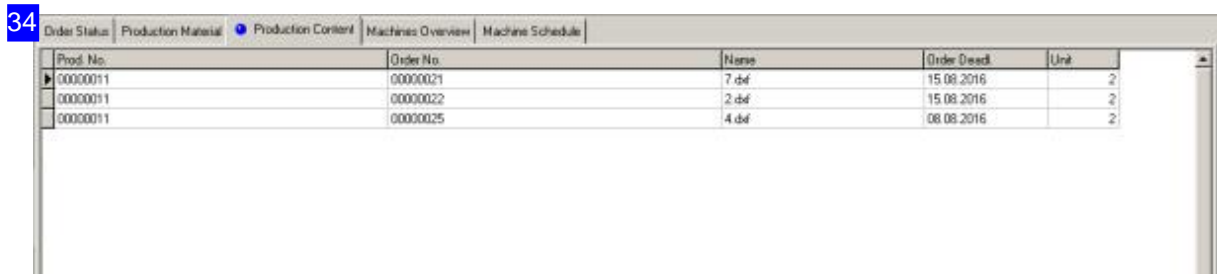 34
Order Status Production Material Production Content Machines Overview Machine Schedule
Prod. No. Order No. Name Order Deadl. Unit
00000011 00000021 7.dxf 15.08.2016 2
00000011 00000022 2.dxf 15.08.2016 2
00000011 00000025 4.dxf 08.08.2016 2